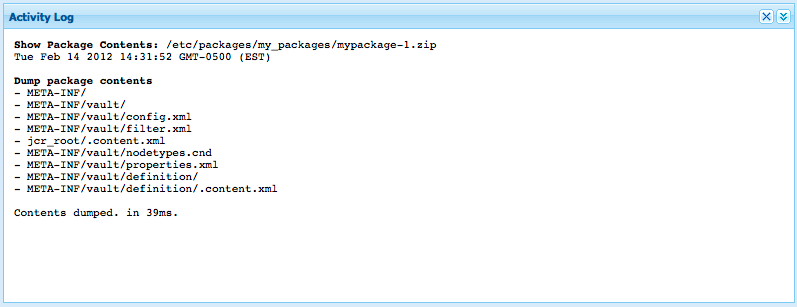 Activity Log
Show Package Contents: /etc/packages/my_packages/mypackage-1.zip
Tue Feb 14 2012 14:31:52 GMT-0500 (EST)
Dump package contents
- META-INF/
- META-INF/vault/
- META-INF/vault/config.xml
- META-INF/vault/filter.xml
- jcr_root/.content.xml
- META-INF/vault/nodetypes.cnd
- META-INF/vault/properties.xml
- META-INF/vault/definition/
- META-INF/vault/definition/.content.xml
Contents dumped. in 39ms.